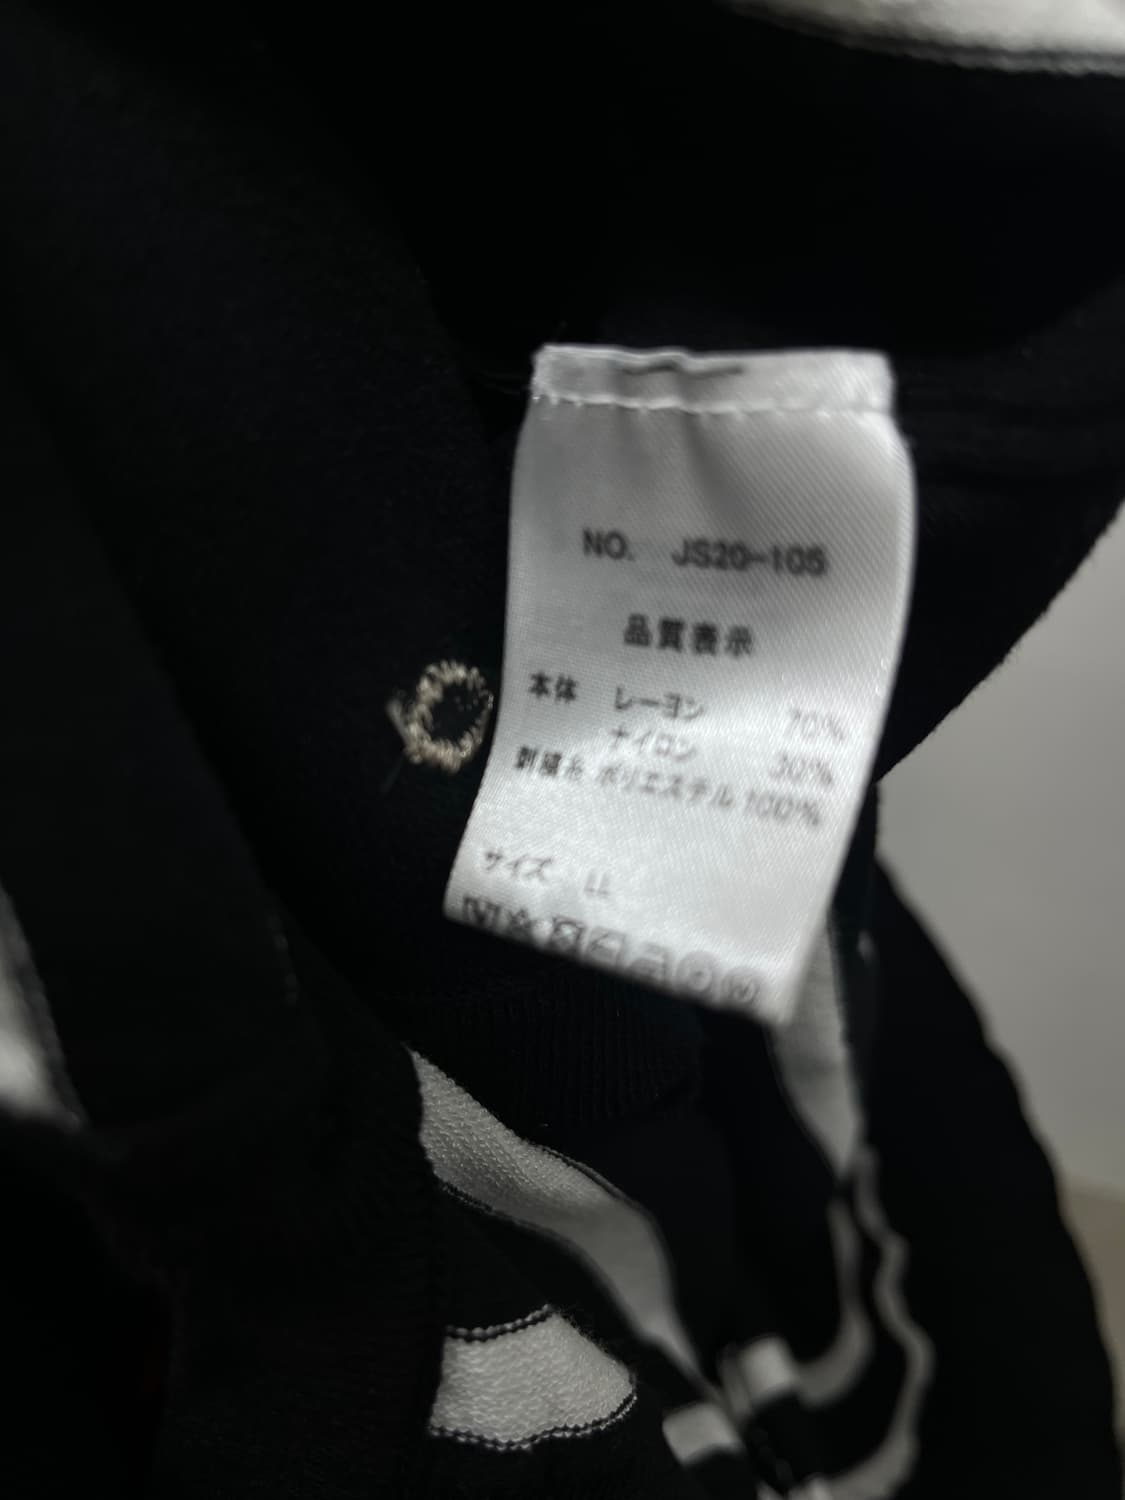 NO. JS20-105
品質表示
本体 レーヨン 70%
ナイロン 30%
刺繍糸 ポリエステル 100%
サイズ LL